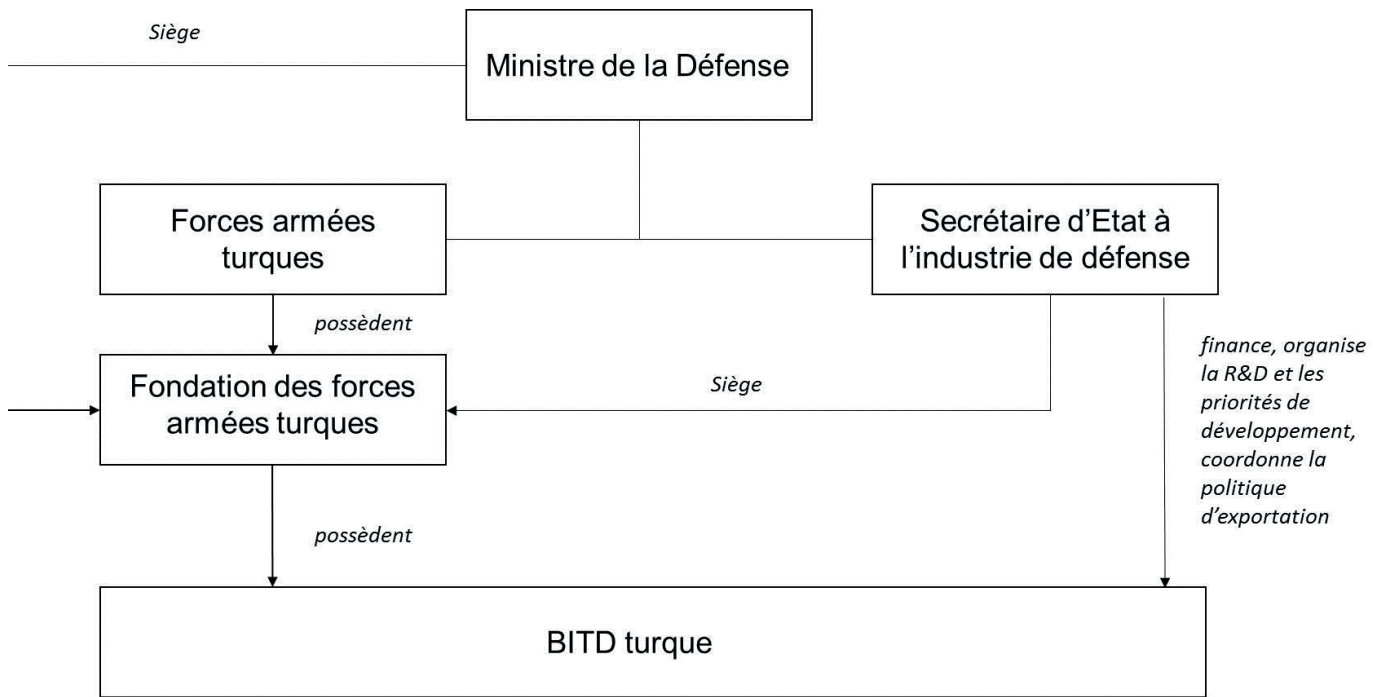 Siège
Ministre de la Défense
Forces armées
turques
Secrétaire d'Etat à
l'industrie de défense
possèdent
finance, organise
la R&D et les
priorités de
développement,
coordonne la
politique
d'exportation
Fondation des forces
armées turques
Siège
possèdent
BITD turque